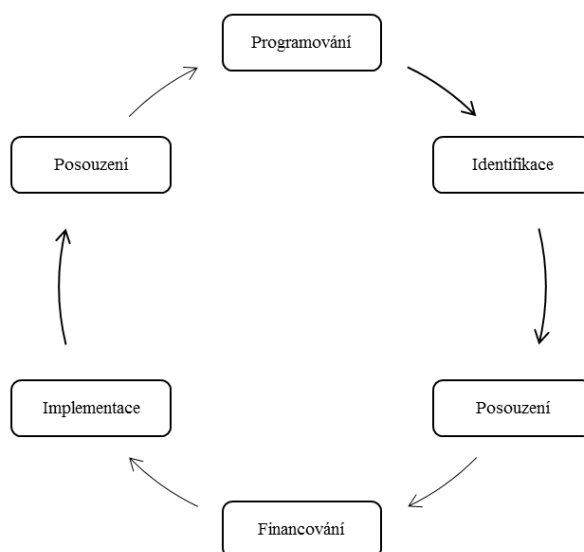 Programování
Identifikace
Posouzení
Financování
Implementace
Posouzení